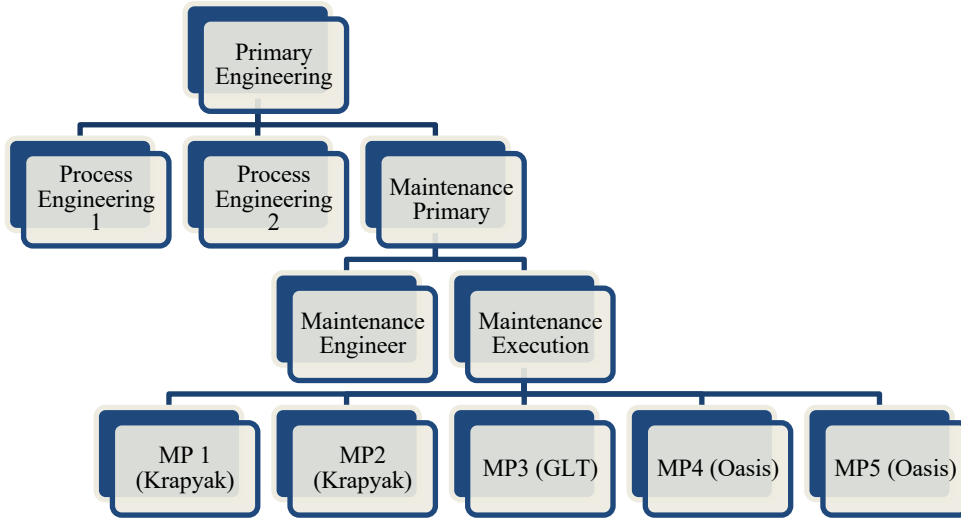 Primary
Engineering
Process
Engineering
1
Process
Engineering
2
Maintenance
Primary
Maintenance
Engineer
Maintenance
Execution
MP 1
(Krapyak)
MP2
(Krapyak)
MP3 (GLT)
MP4 (Oasis)
MP5 (Oasis)